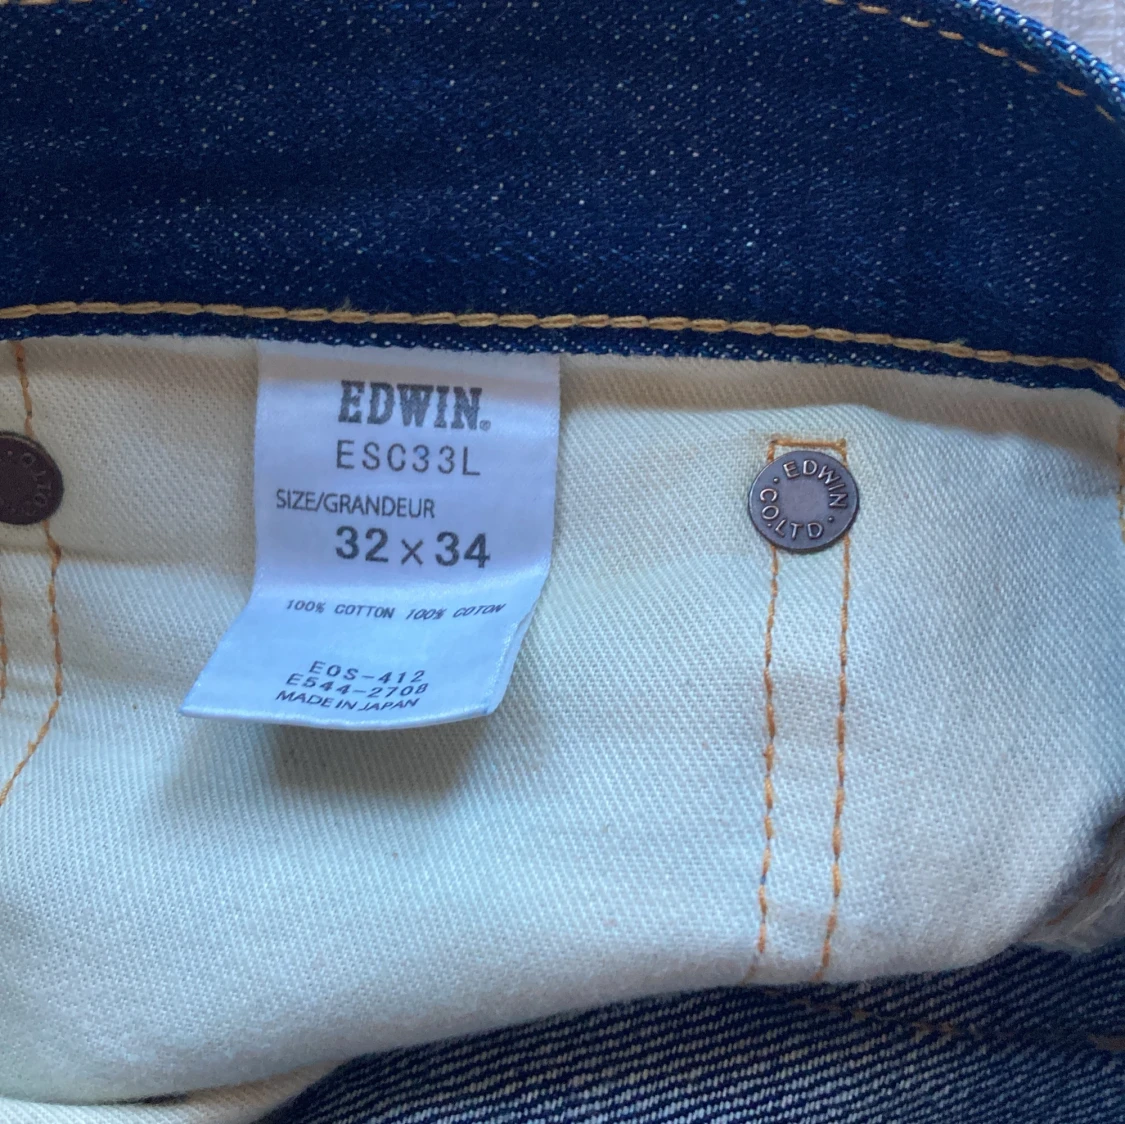 EDWIN®
ESC33L
SIZE/GRANDEUR
32×34
100% COTTON 100% COTON
EOS-412
E544-2708
MADE IN JAPAN
·EDWIN·
CO.LTD.